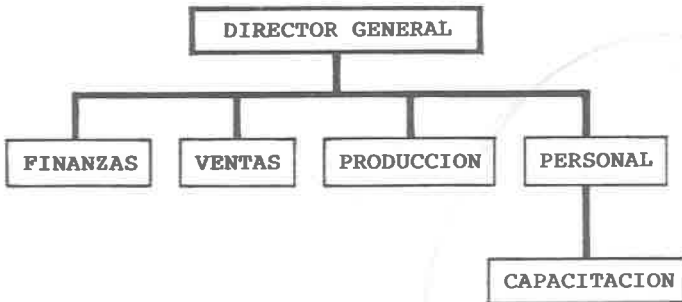 DIRECTOR GENERAL
FINANZAS VENTAS PRODUCCION PERSONAL
CAPACITACION